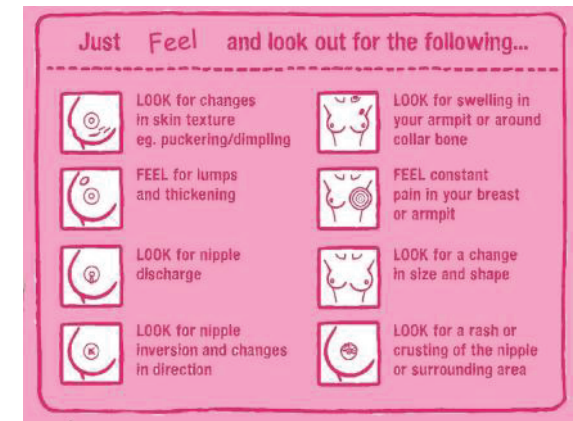 Just Feel and look out for the following...
LOOK for changes
in skin texture
eg. puckering/dimpling
FEEL for lumps
and thickening
LOOK for nipple
discharge
LOOK for nipple
inversion and changes
in direction
LOOK for swelling in
your armpit or around
collar bone
FEEL constant
pain in your breast
or armpit
LOOK for a change
in size and shape
LOOK for a rash or
crusting of the nipple
or surrounding area